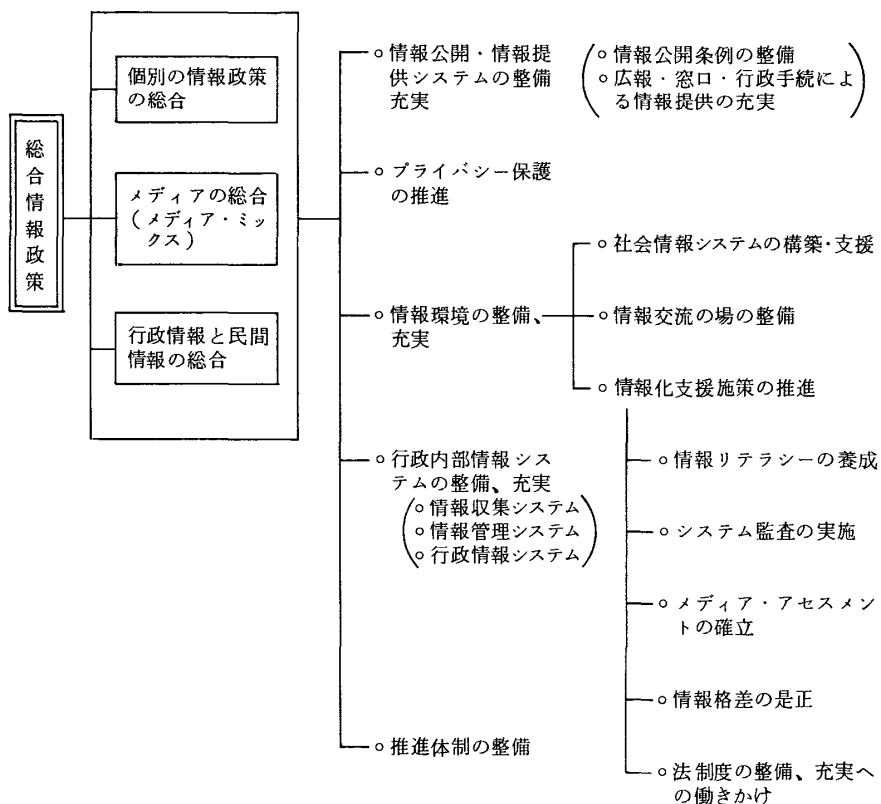 総合情報政策
個別の情報政策
の総合
メディアの総合
(メディア・ミッ
クス)
行政情報と民間
情報の総合
○情報公開・情報提
供システムの整備
充実
○情報公開条例の整備
○広報・窓口・行政手続によ
る情報提供の充実
○プライバシー保護
の推進
○情報環境の整備、
充実
○社会情報システムの構築・支援
○情報交流の場の整備
○情報化支援施策の推進
○情報リテラシーの養成
○システム監査の実施
○メディア・アセスメン
トの確立
○情報格差の是正
○法制度の整備、充実へ
の働きかけ
○行政内部情報シス
テムの整備、充実
○情報収集システム
○情報管理システム
○行政情報システム
○推進体制の整備